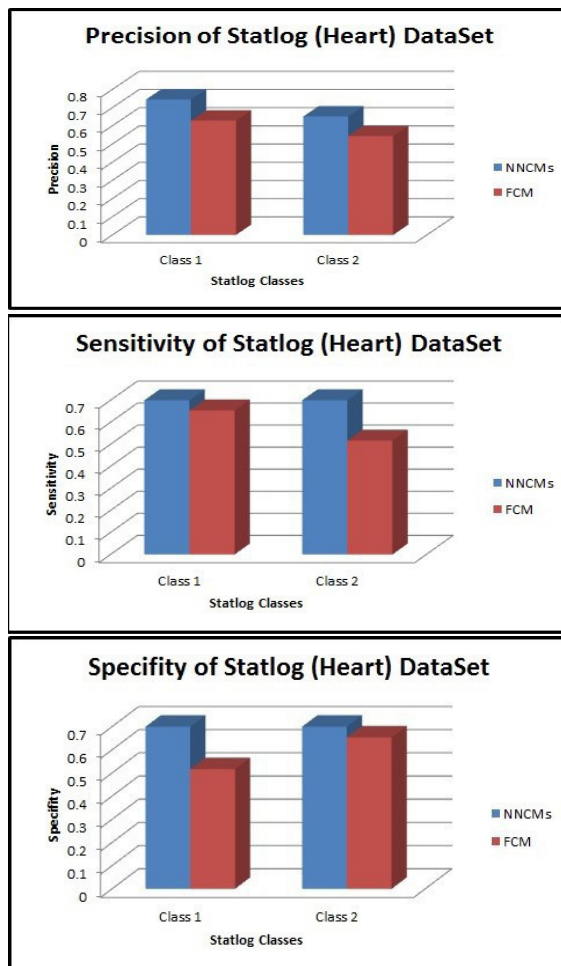 Precision of Statlog (Heart) DataSet
0.8
0.7
0.6
0.5
0.4
0.3
0.2
0.1
0
Precision
Class 1
Class 2
Statlog Classes
NNCMs
FCM
Sensitivity of Statlog (Heart) DataSet
0.7
0.6
0.5
0.4
0.3
0.2
0.1
0
Sensitivity
Class 1
Class 2
Statlog Classes
NNCMs
FCM
Specifity of Statlog (Heart) DataSet
0.7
0.6
0.5
0.4
0.3
0.2
0.1
0
Specifity
Class 1
Class 2
Statlog Classes
NNCMs
FCM